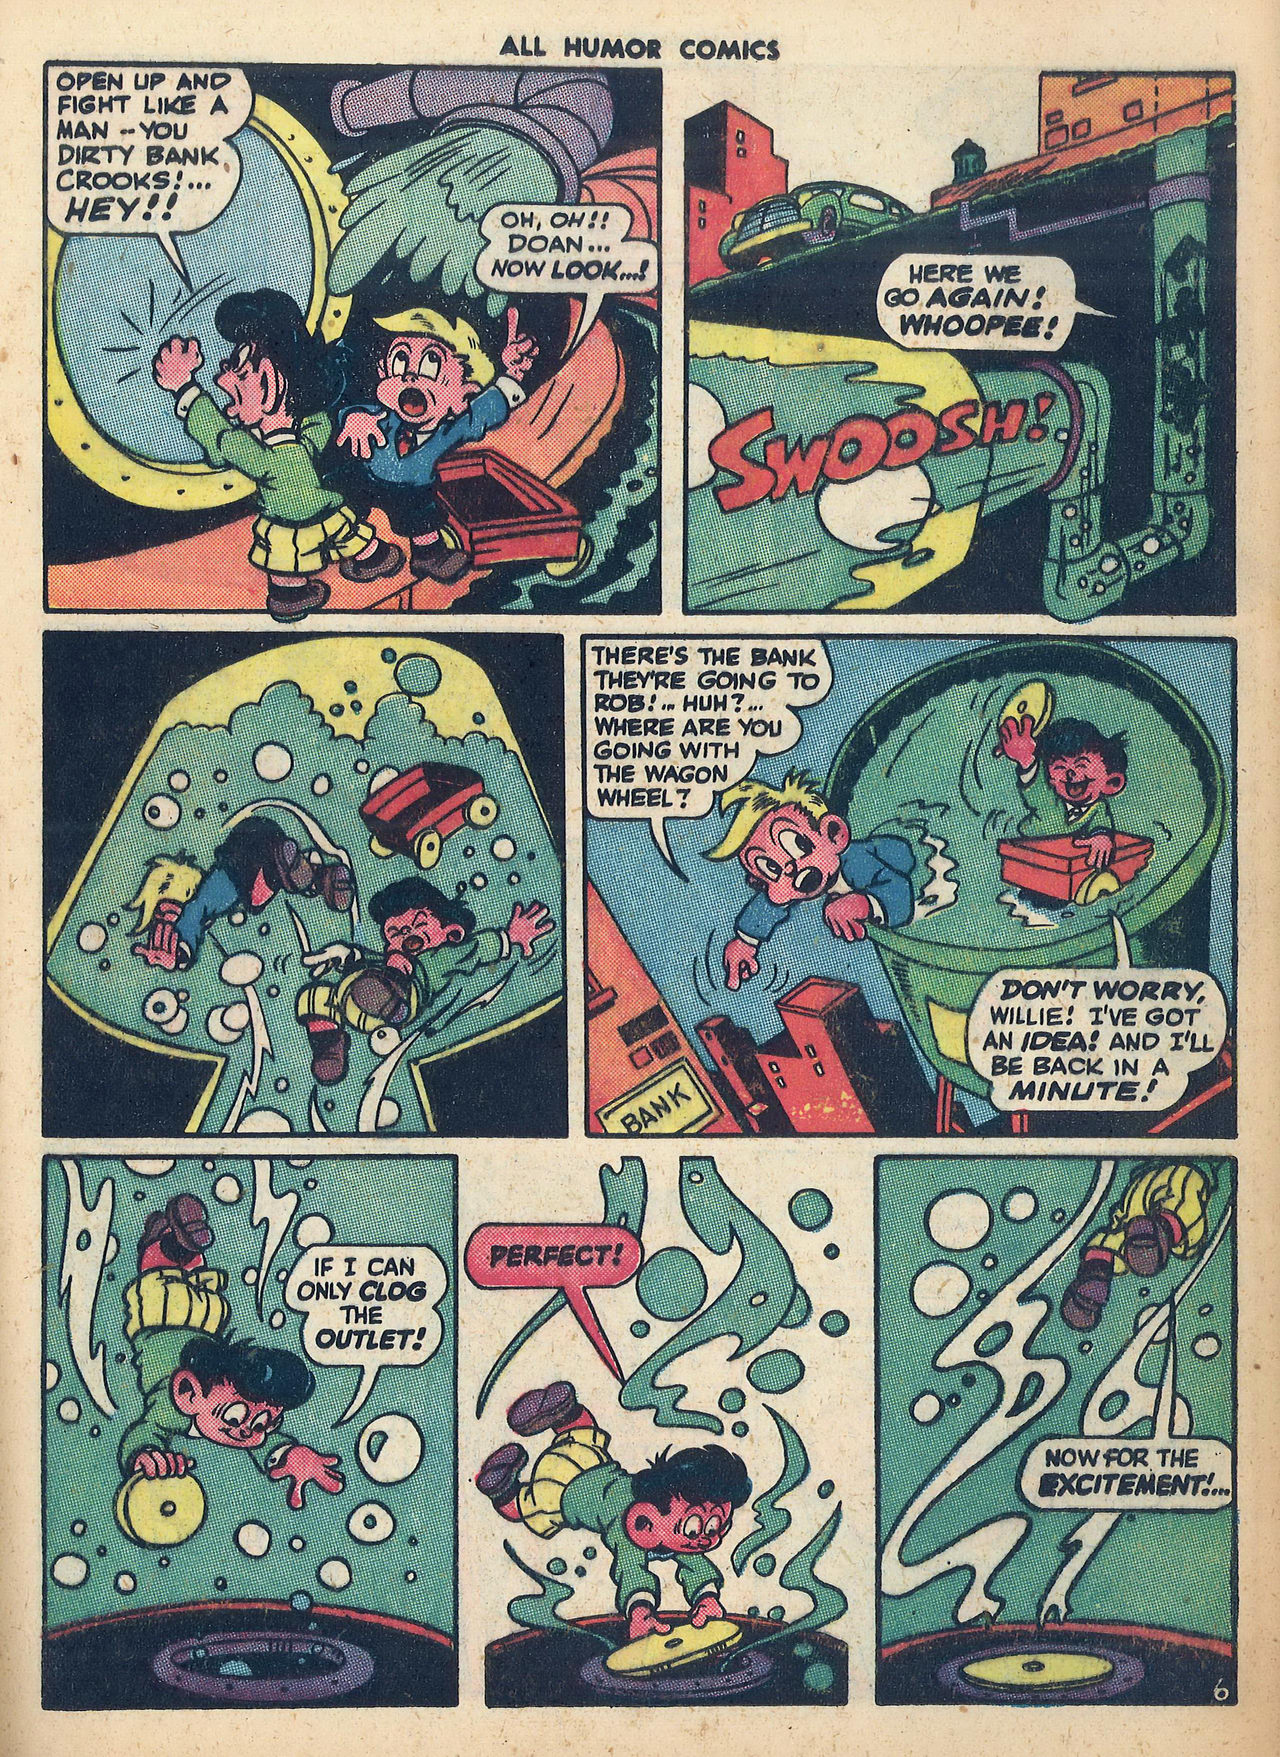 ALL HUMOR COMICS
OPEN UP AND
FIGHT LIKE A
MAN -- YOU
DIRTY BANK
CROOKS!...
HEY!!
OH, OH!!
DOAN...
NOW LOOK...!
HERE WE
GO AGAIN!
WHOOPEE!
SWOOSH!
THERE'S THE BANK
THEY'RE GOING TO
ROB!... HUH?...
WHERE ARE YOU
GOING WITH
THE WAGON
WHEEL?
BANK
DON'T WORRY,
WILLIE! I'VE GOT
AN IDEA! AND I'LL
BE BACK IN A
MINUTE!
IF I CAN
ONLY CLOG
THE
OUTLET!
PERFECT!
NOW FOR THE
EXCITEMENT!...
6